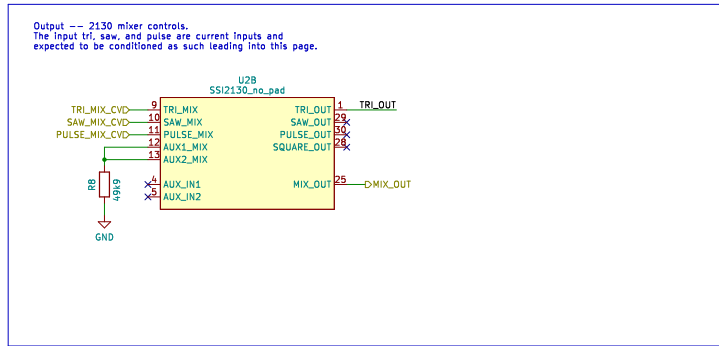 Output -- 2130 mixer controls.
The input tri, saw, and pulse are current inputs and
expected to be conditioned as such leading into this page.
U2B
SSI2130_no_pad
TRI_MIX_CV 9 TRI_MIX TRI_OUT 1 TRI_OUT
SAW_MIX_CV 10 SAW_MIX SAW_OUT 29
PULSE_MIX_CV 11 PULSE_MIX PULSE_OUT 30
12 AUX1_MIX SQUARE_OUT 28
13 AUX2_MIX
R8 49k9
4 AUX_IN1 MIX_OUT 25 MIX_OUT
5 AUX_IN2
GND